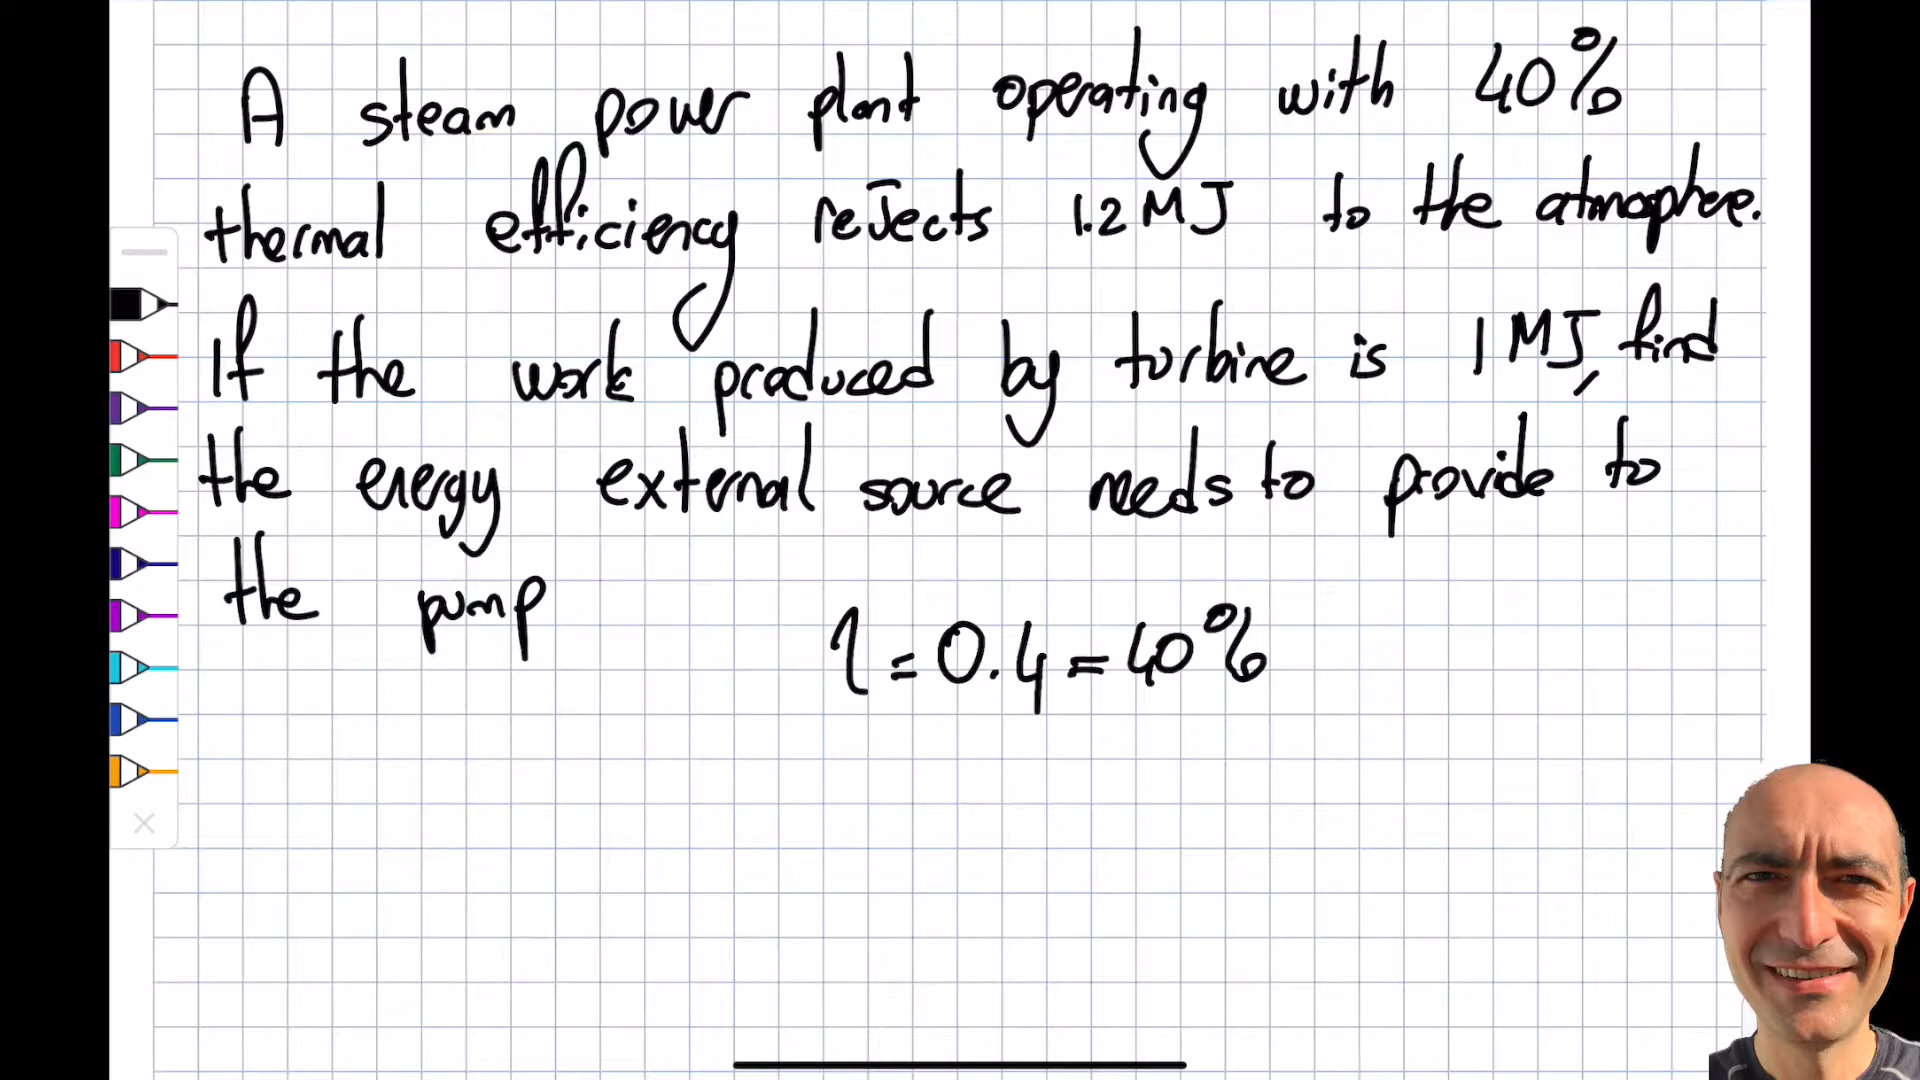 A steam power plant operating with 40%
thermal efficiency rejects 1.2 MJ to the atmosphere.
If the work produced by turbine is 1 MJ, find
the energy external source needs to provide to
the pump
η = 0.4 = 40%